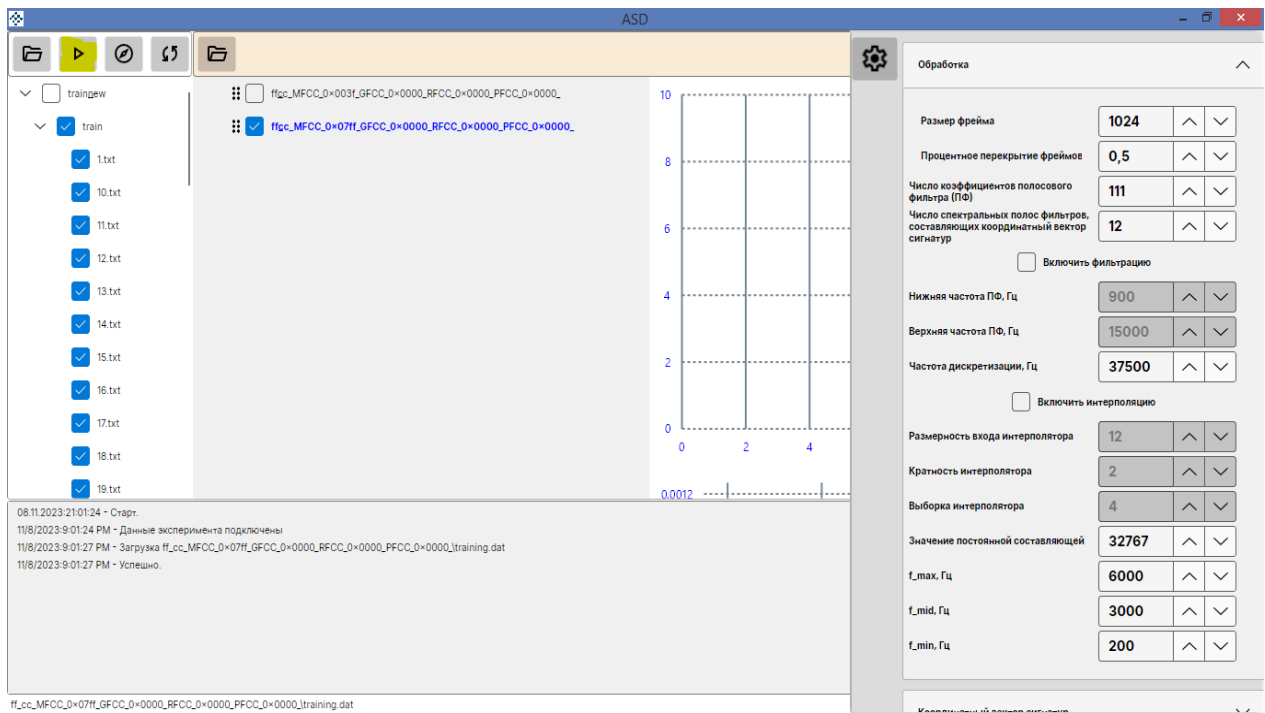 ASD
trainnew
train
1.txt
10.txt
11.txt
12.txt
13.txt
14.txt
15.txt
16.txt
17.txt
18.txt
19.txt
ffcc_MFCC_0×003f_GFCC_0×0000_RFCC_0×0000_PFCC_0×0000_
ffcc_MFCC_0×07ff_GFCC_0×0000_RFCC_0×0000_PFCC_0×0000_
10
8
6
4
2
0
0 2 4
0.0012
Обработка
Размер фрейма 1024
Процентное перекрытие фреймов 0,5
Число коэффициентов полосового
фильтра (ПФ) 111
Число спектральных полос фильтров,
составляющих координатный вектор 12
сигнатур
Включить фильтрацию
Нижняя частота ПФ, Гц 900
Верхняя частота ПФ, Гц 15000
Частота дискретизации, Гц 37500
Включить интерполяцию
Размерность входа интерполятора 12
Кратность интерполятора 2
Выборка интерполятора 4
Значение постоянной составляющей 32767
f_max, Гц 6000
f_mid, Гц 3000
f_min, Гц 200
08.11.2023:21:01:24 - Старт.
11/8/2023:9:01:24 PM - Данные эксперимента подключены
11/8/2023:9:01:27 PM - Загрузка ff_cc_MFCC_0×07ff_GFCC_0×0000_RFCC_0×0000_PFCC_0×0000_\training.dat
11/8/2023:9:01:27 PM - Успешно.
ff_cc_MFCC_0×07ff_GFCC_0×0000_RFCC_0×0000_PFCC_0×0000_\training.dat